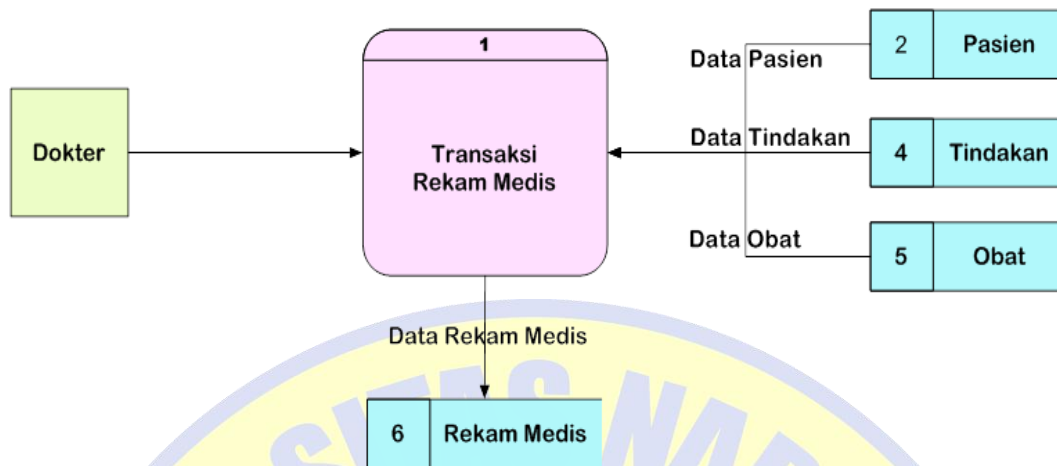 1
Dokter
Transaksi
Rekam Medis
Data Pasien
2 Pasien
Data Tindakan
4 Tindakan
Data Obat
5 Obat
Data Rekam Medis
6 Rekam Medis